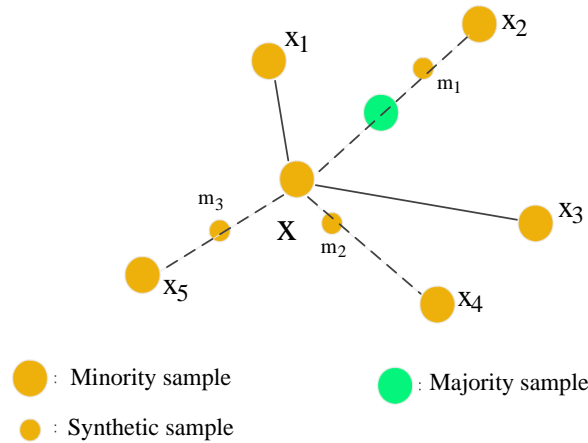 x1
x2
m1
m3
x3
X
m2
x5
x4
: Minority sample
: Majority sample
: Synthetic sample